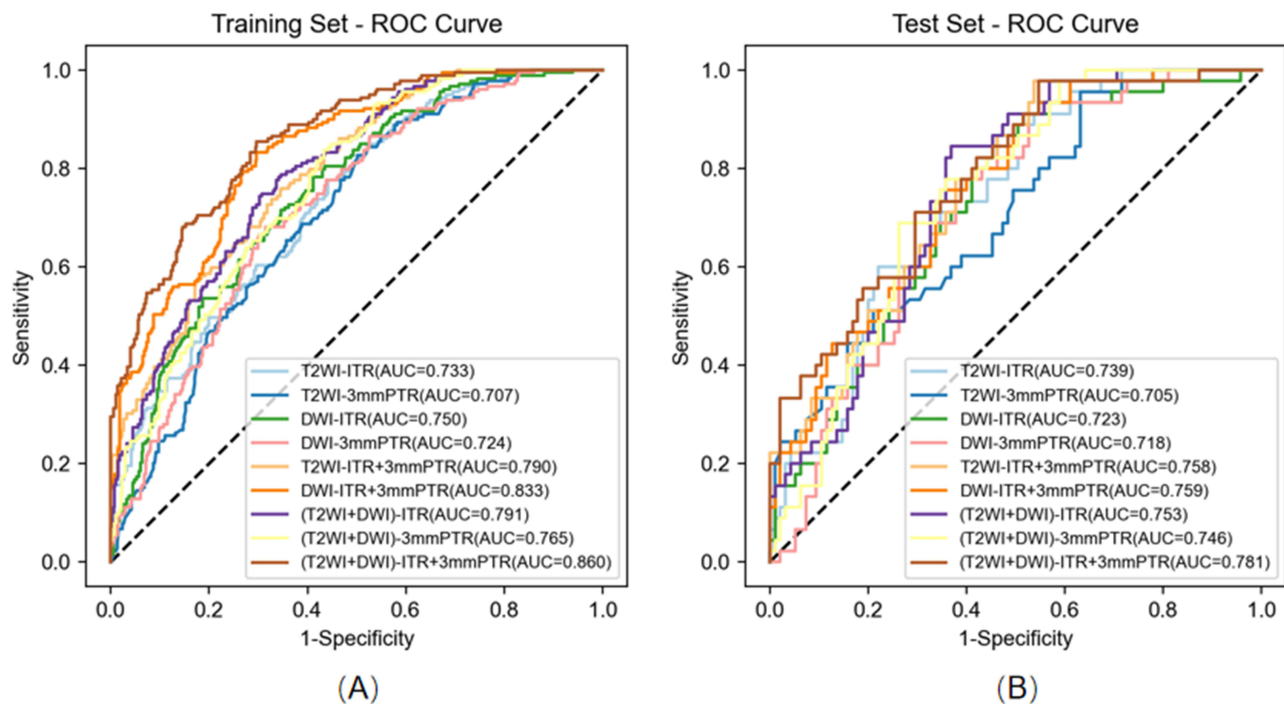 Training Set - ROC Curve
Sensitivity
1.0
0.8
0.6
0.4
0.2
0.0
T2WI-ITR(AUC=0.733)
T2WI-3mmPTR(AUC=0.707)
DWI-ITR(AUC=0.750)
DWI-3mmPTR(AUC=0.724)
T2WI-ITR+3mmPTR(AUC=0.790)
DWI-ITR+3mmPTR(AUC=0.833)
(T2WI+DWI)-ITR(AUC=0.791)
(T2WI+DWI)-3mmPTR(AUC=0.765)
(T2WI+DWI)-ITR+3mmPTR(AUC=0.860)
0.0 0.2 0.4 0.6 0.8 1.0
1-Specificity
(A)
Test Set - ROC Curve
Sensitivity
1.0
0.8
0.6
0.4
0.2
0.0
T2WI-ITR(AUC=0.739)
T2WI-3mmPTR(AUC=0.705)
DWI-ITR(AUC=0.723)
DWI-3mmPTR(AUC=0.718)
T2WI-ITR+3mmPTR(AUC=0.758)
DWI-ITR+3mmPTR(AUC=0.759)
(T2WI+DWI)-ITR(AUC=0.753)
(T2WI+DWI)-3mmPTR(AUC=0.746)
(T2WI+DWI)-ITR+3mmPTR(AUC=0.781)
0.0 0.2 0.4 0.6 0.8 1.0
1-Specificity
(B)